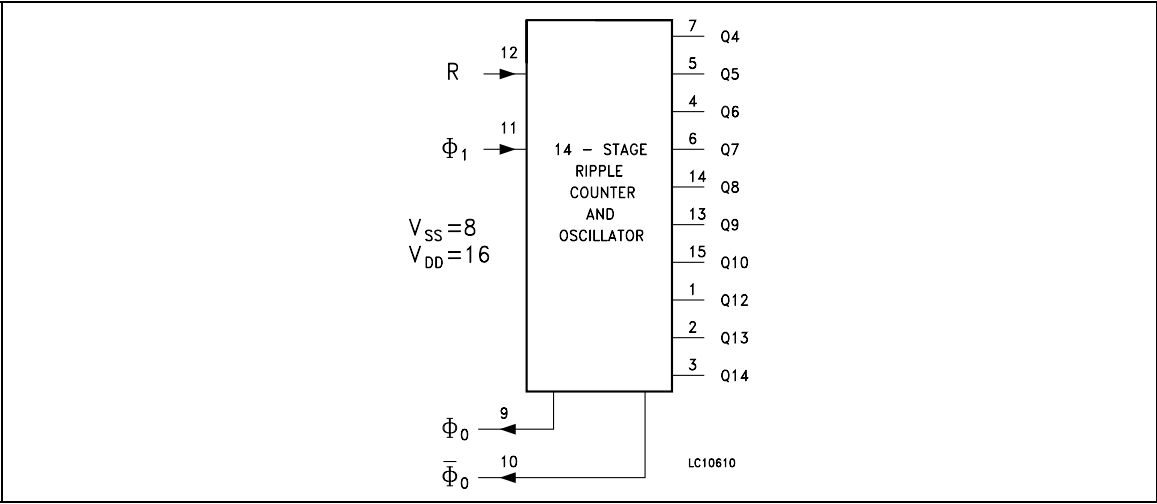 7 Q4
12
R
5 Q5
4 Q6
11
Φ1
6 Q7
14 – STAGE
RIPPLE
COUNTER
AND
OSCILLATOR
14 Q8
13 Q9
VSS=8
VDD=16
15 Q10
1 Q12
2 Q13
3 Q14
9
Φ0
10
Φ̅0
LC10610